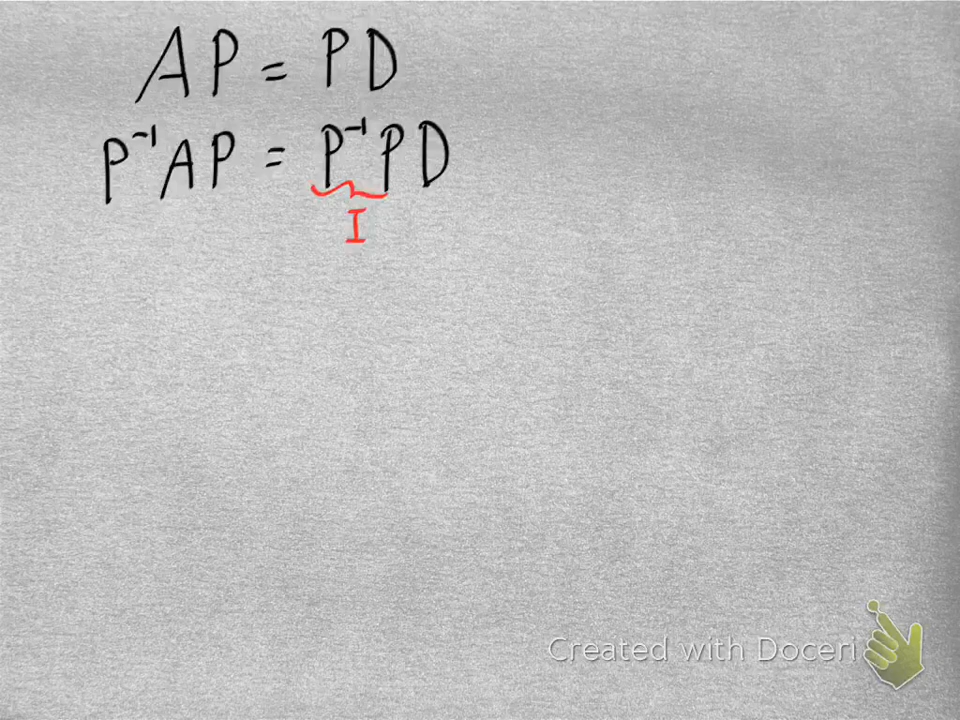 AP = PD
P⁻¹AP = P⁻¹PD
I
Created with Doceri